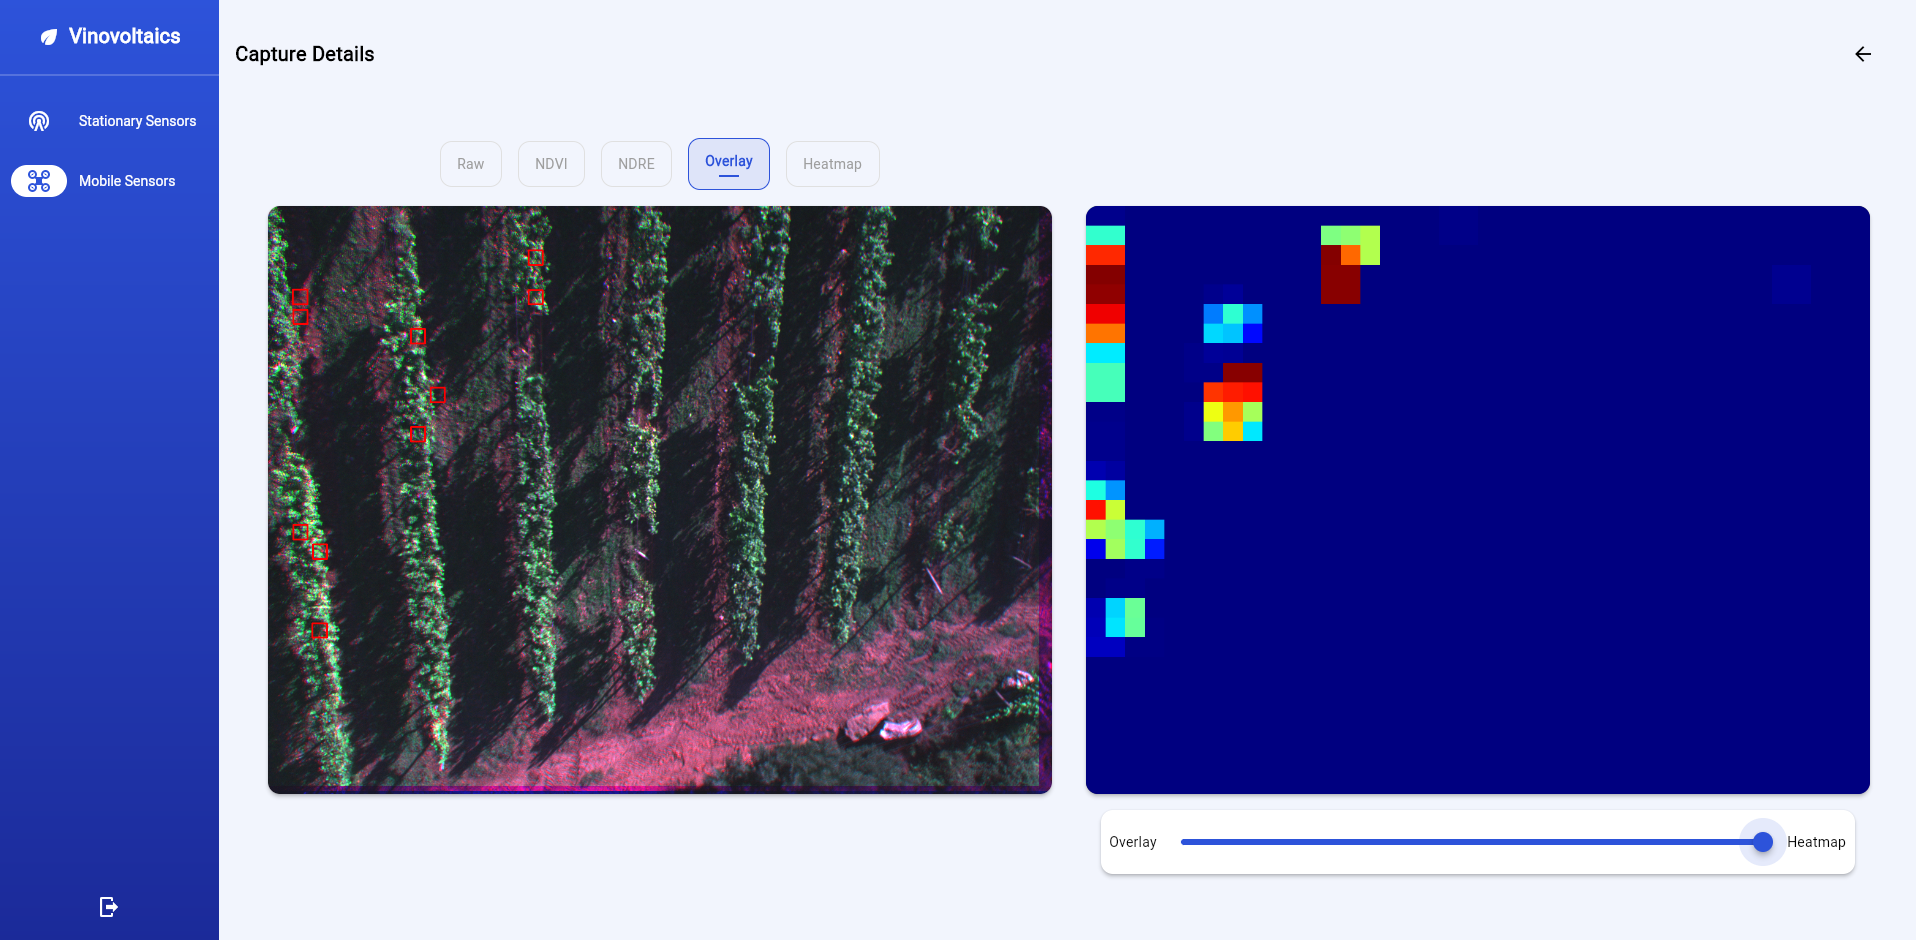 Vinovoltaics
Stationary Sensors
Mobile Sensors
Capture Details
Raw
NDVI
NDRE
Overlay
Heatmap
Overlay
Heatmap